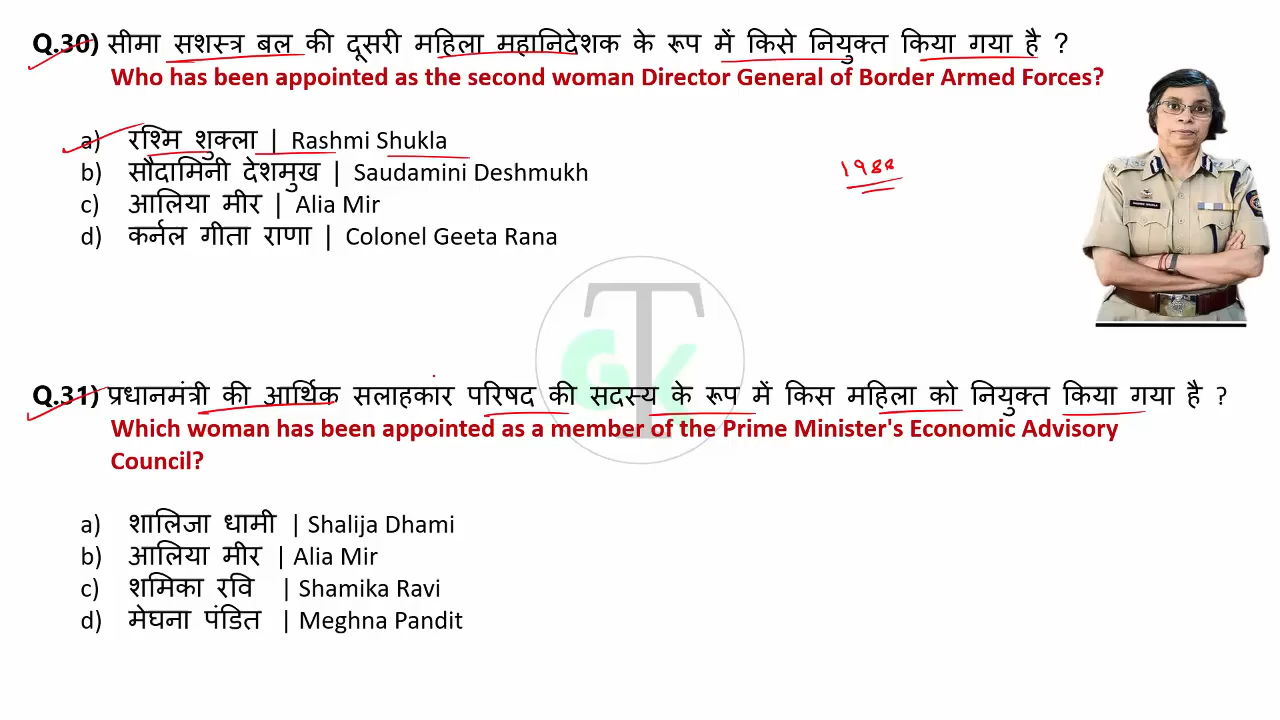 Q.30) सीमा सशस्त्र बल की दूसरी महिला महानिदेशक के रूप में किसे नियुक्त किया गया है ?
Who has been appointed as the second woman Director General of Border Armed Forces?
a) रश्मि शुक्ला | Rashmi Shukla
b) सौदामिनी देशमुख | Saudamini Deshmukh
c) आलिया मीर | Alia Mir
d) कर्नल गीता राणा | Colonel Geeta Rana
1988
TGK
Q.31) प्रधानमंत्री की आर्थिक सलाहकार परिषद की सदस्य के रूप में किस महिला को नियुक्त किया गया है ?
Which woman has been appointed as a member of the Prime Minister's Economic Advisory
Council?
a) शालिजा धामी | Shalija Dhami
b) आलिया मीर | Alia Mir
c) शमिका रवि | Shamika Ravi
d) मेघना पंडित | Meghna Pandit